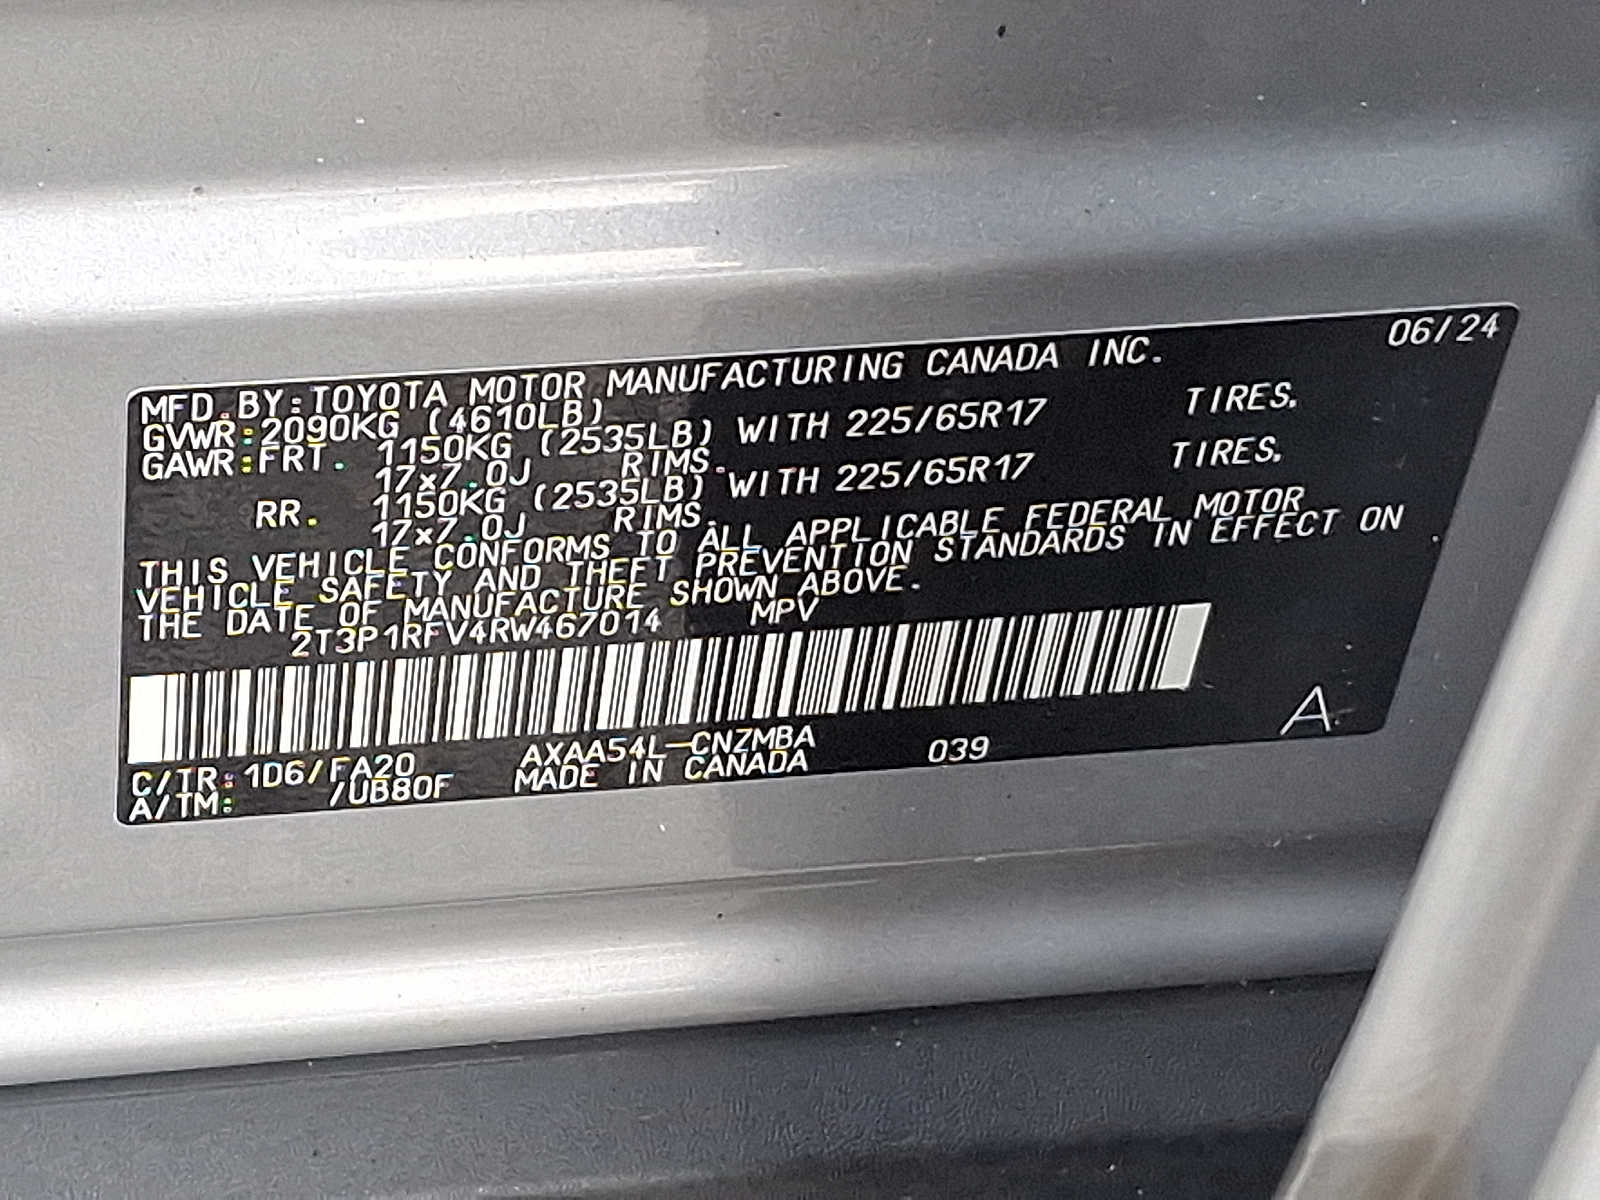 06/24
MFD.BY:TOYOTA MOTOR MANUFACTURING CANADA INC.
GVWR:2090KG (4610LB)
GAWR:FRT. 1150KG (2535LB) WITH 225/65R17 TIRES.
17x7.0J RIMS.
RR. 1150KG (2535LB) WITH 225/65R17 TIRES.
17x7.0J RIMS.
THIS VEHICLE CONFORMS TO ALL APPLICABLE FEDERAL MOTOR
VEHICLE SAFETY AND THEFT PREVENTION STANDARDS IN EFFECT ON
THE DATE OF MANUFACTURE SHOWN ABOVE.
2T3P1RFV4RW467014 MPV
C/TR:1D6/FA20 AXAA54L-CNZMBA 039 A
A/TM: /UB80F MADE IN CANADA